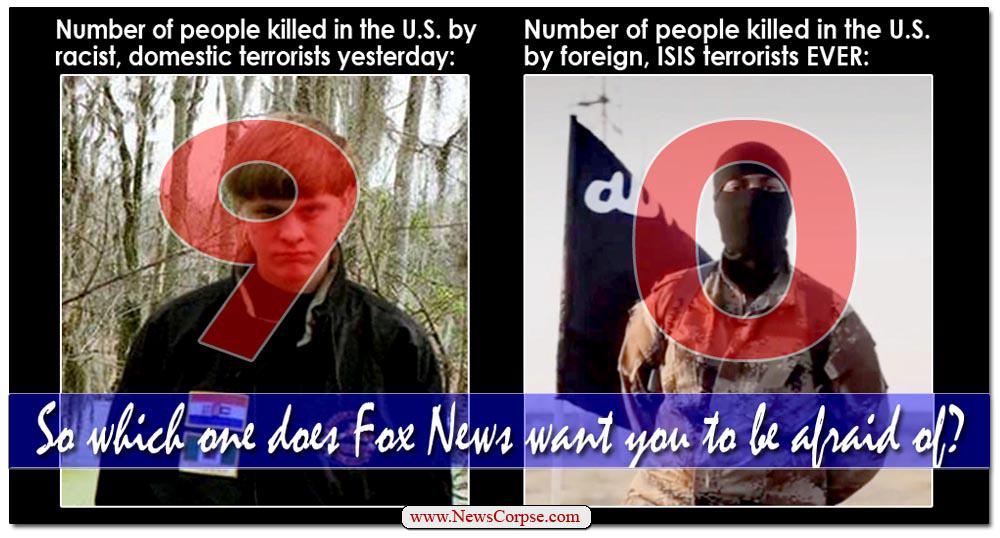 Number of people killed in the U.S. by
racist, domestic terrorists yesterday:
Number of people killed in the U.S.
by foreign, ISIS terrorists EVER:
9
0
So which one does Fox News want you to be afraid of?
www.NewsCorpse.com